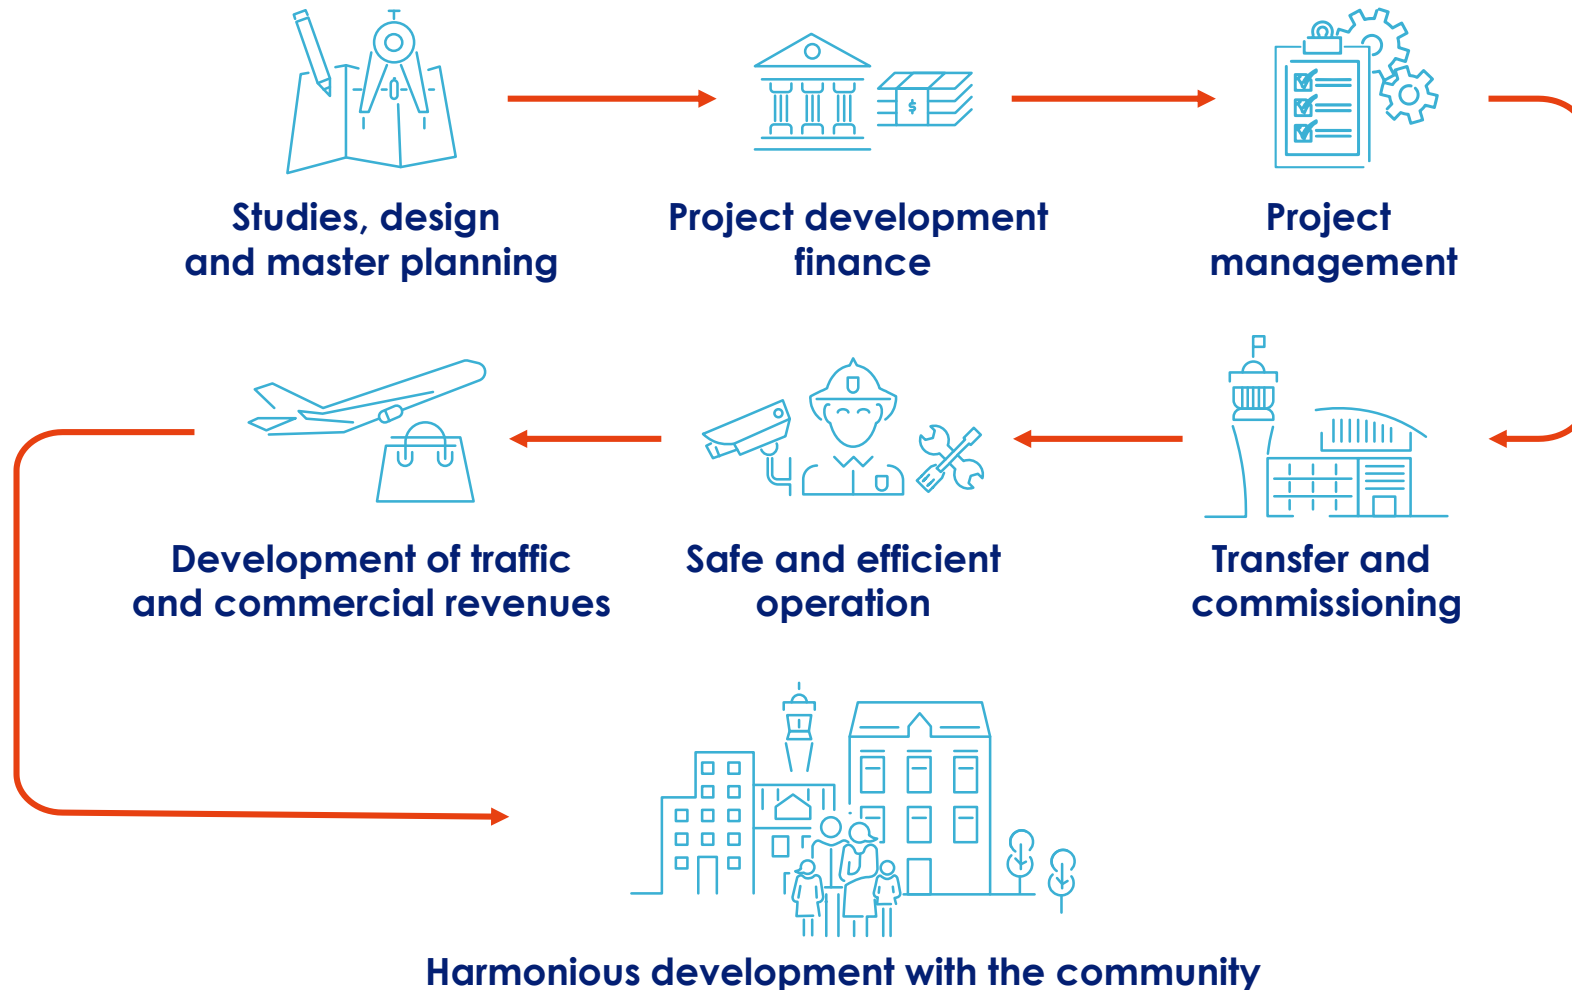 $
Studies, design
and master planning
Project development
finance
Project
management
Transfer and
commissioning
Safe and efficient
operation
Development of traffic
and commercial revenues
Harmonious development with the community